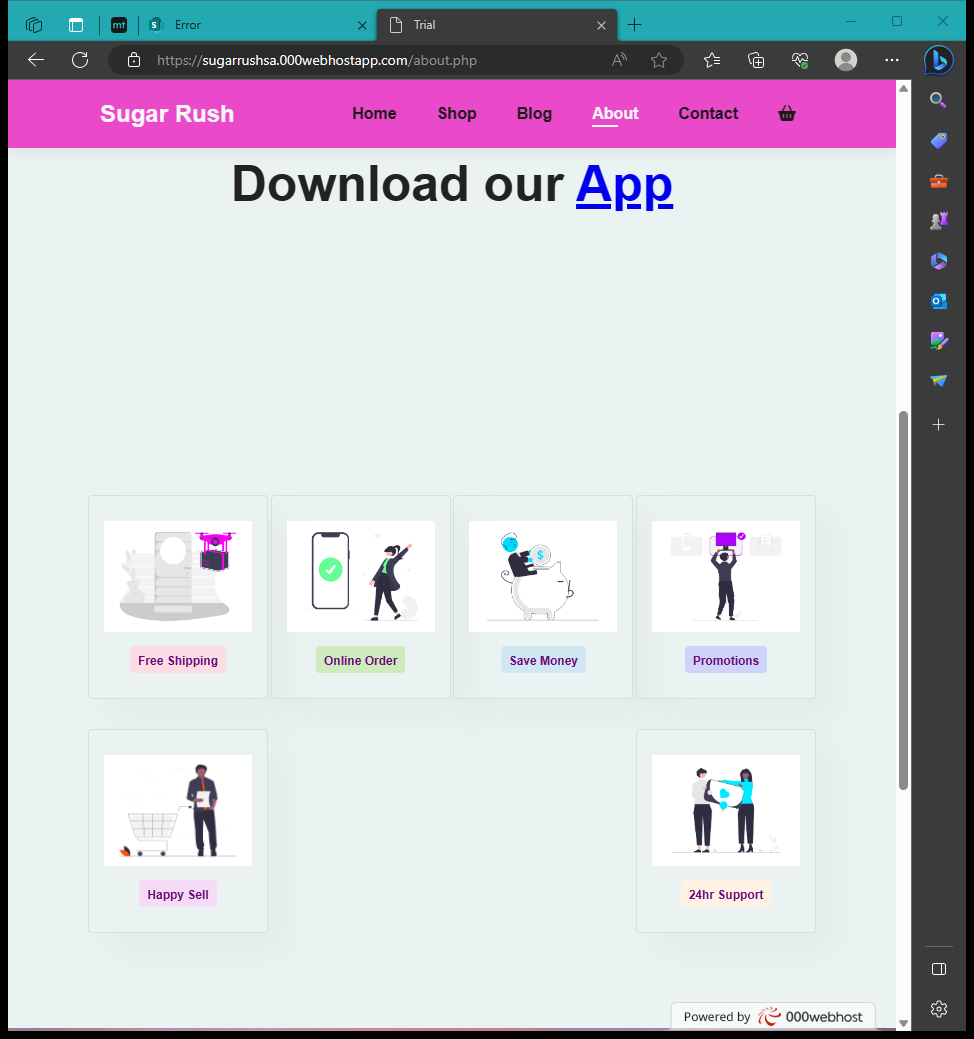 mt
S
Error
Trial
https://sugarrushsa.000webhostapp.com/about.php
Sugar Rush
Home
Shop
Blog
About
Contact
Download our App
Free Shipping
Online Order
Save Money
Promotions
Happy Sell
24hr Support
Powered by 000webhost